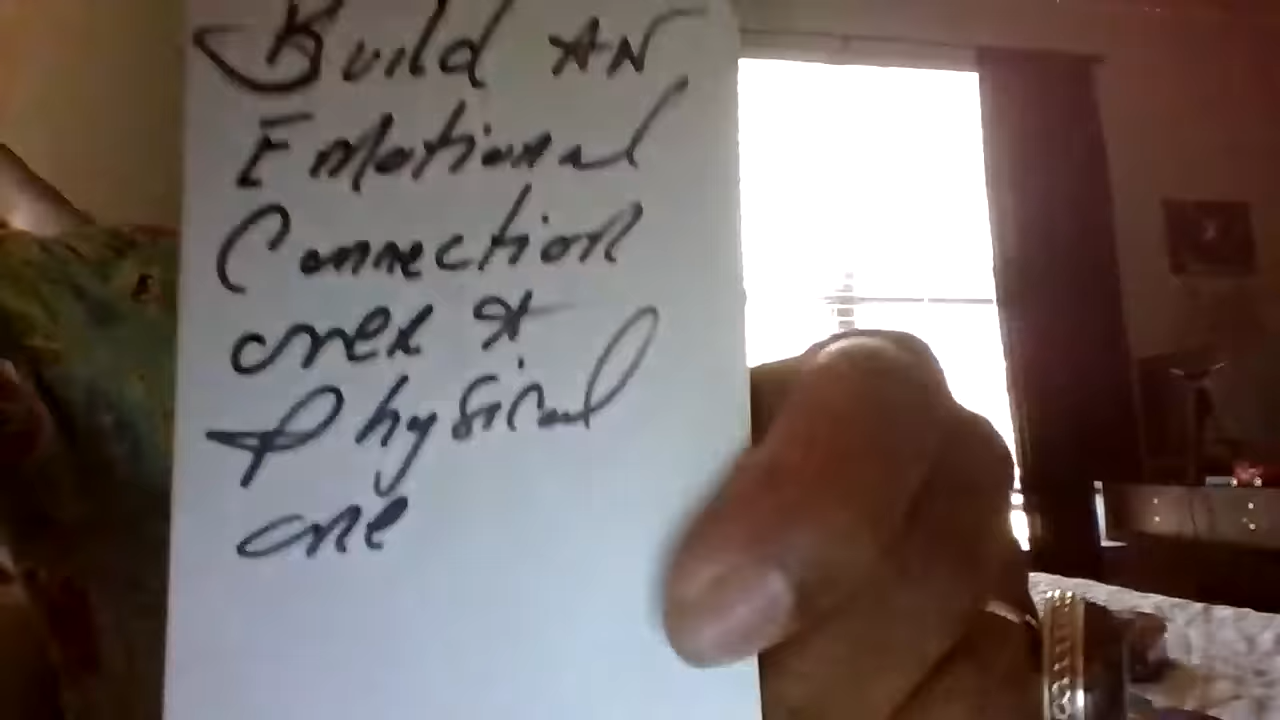 Build AN
Emotional
Connection
over A
Physical
one